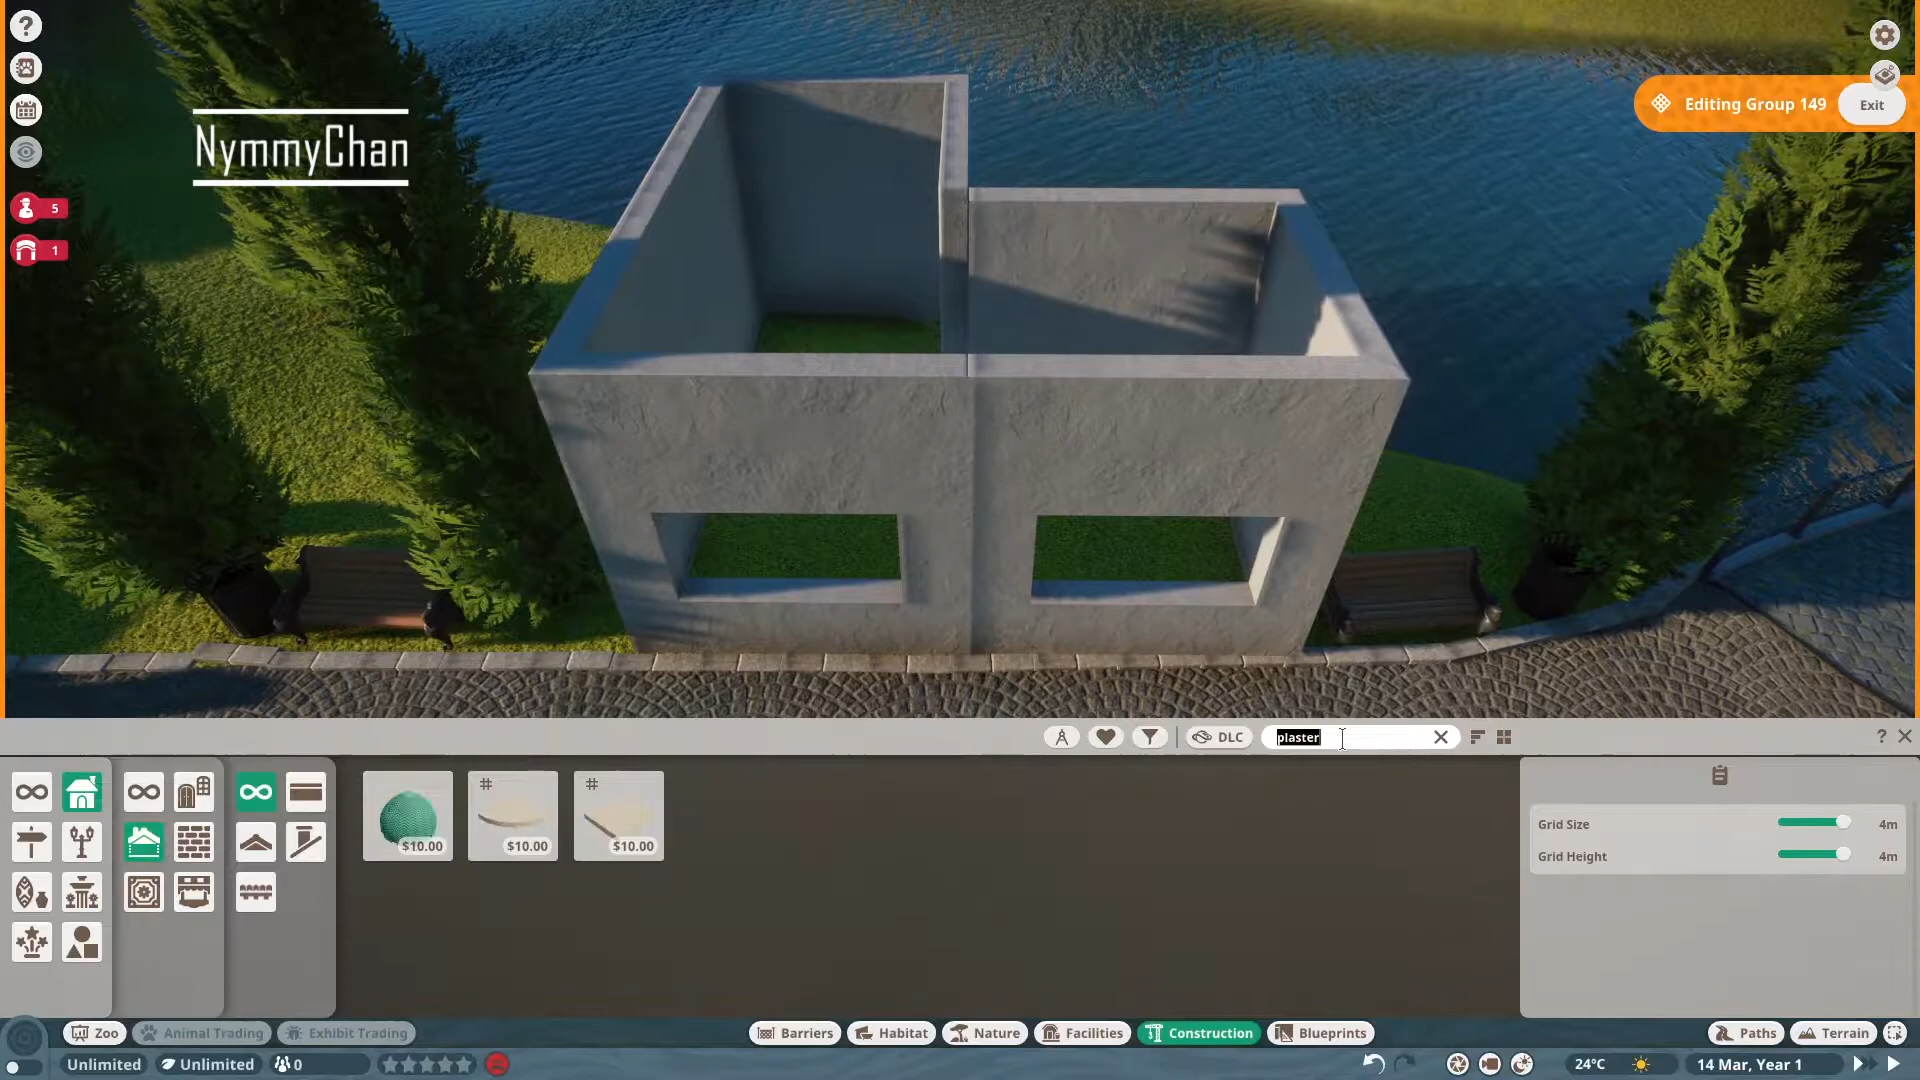 ?
NymmyChan
Editing Group 149
Exit
5
1
DLC
plaster
?
#
#
$10.00
$10.00
$10.00
Grid Size
4m
Grid Height
4m
Zoo
Animal Trading
Exhibit Trading
Barriers
Habitat
Nature
Facilities
Construction
Blueprints
Paths
Terrain
Unlimited
Unlimited
0
24°C
14 Mar, Year 1